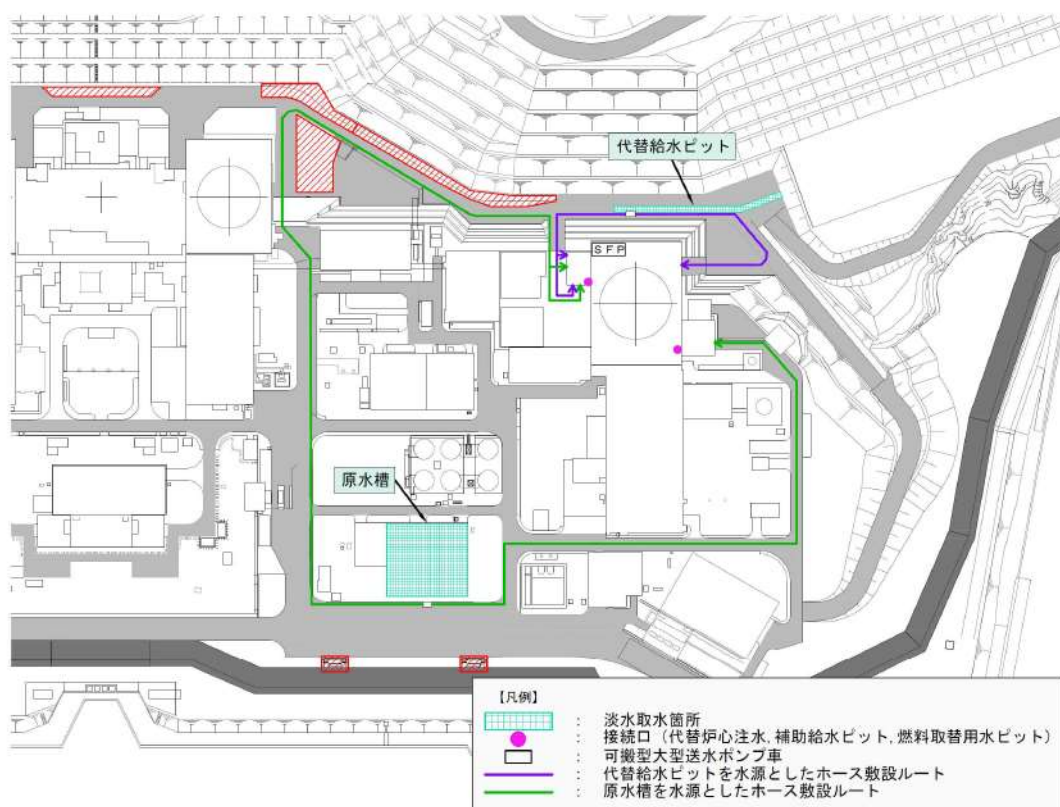 代替給水ピット
SFP
原水槽
【凡例】
： 淡水取水箇所
： 接続口（代替炉心注水，補助給水ピット，燃料取替用水ピット）
： 可搬型大型送水ポンプ車
： 代替給水ピットを水源としたホース敷設ルート
： 原水槽を水源としたホース敷設ルート